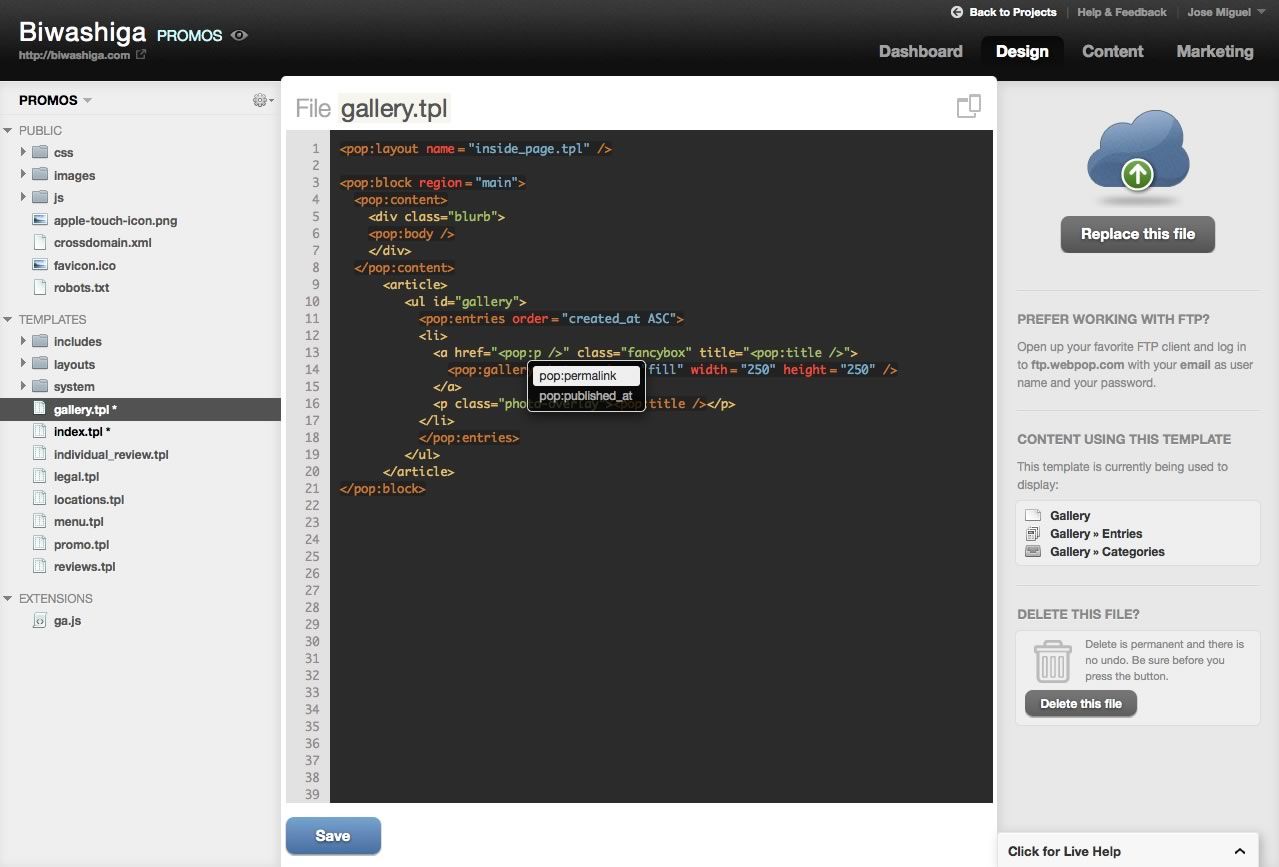 Biwashiga PROMOS
http://biwashiga.com
Back to Projects
Help & Feedback
Jose Miguel
Dashboard
Design
Content
Marketing
PROMOS
PUBLIC
css
images
js
apple-touch-icon.png
crossdomain.xml
favicon.ico
robots.txt
TEMPLATES
includes
layouts
system
gallery.tpl *
index.tpl *
individual_review.tpl
legal.tpl
locations.tpl
menu.tpl
promo.tpl
reviews.tpl
EXTENSIONS
ga.js
File gallery.tpl
1 <pop:layout name="inside_page.tpl" />
2
3 <pop:block region="main">
4 <pop:content>
5 <div class="blurb">
6 <pop:body />
7 </div>
8 </pop:content>
9 <article>
10 <ul id="gallery">
11 <pop:entries order="created_at ASC">
12 <li>
13 <a href="<pop:p />" class="fancybox" title="<pop:title />">
14 <pop:galler fill" width="250" height="250" />
15 </a>
16 <p class="photo-overlay"><pop:title /></p>
17 </li>
18 </pop:entries>
19 </ul>
20 </article>
21 </pop:block>
22
23
24
25
26
27
28
29
30
31
32
33
34
35
36
37
38
39
pop:permalink
pop:published_at
Save
Replace this file
PREFER WORKING WITH FTP?
Open up your favorite FTP client and log in
to ftp.webpop.com with your email as user
name and your password.
CONTENT USING THIS TEMPLATE
This template is currently being used to
display:
Gallery
Gallery » Entries
Gallery » Categories
DELETE THIS FILE?
Delete is permanent and there is
no undo. Be sure before you
press the button.
Delete this file
Click for Live Help